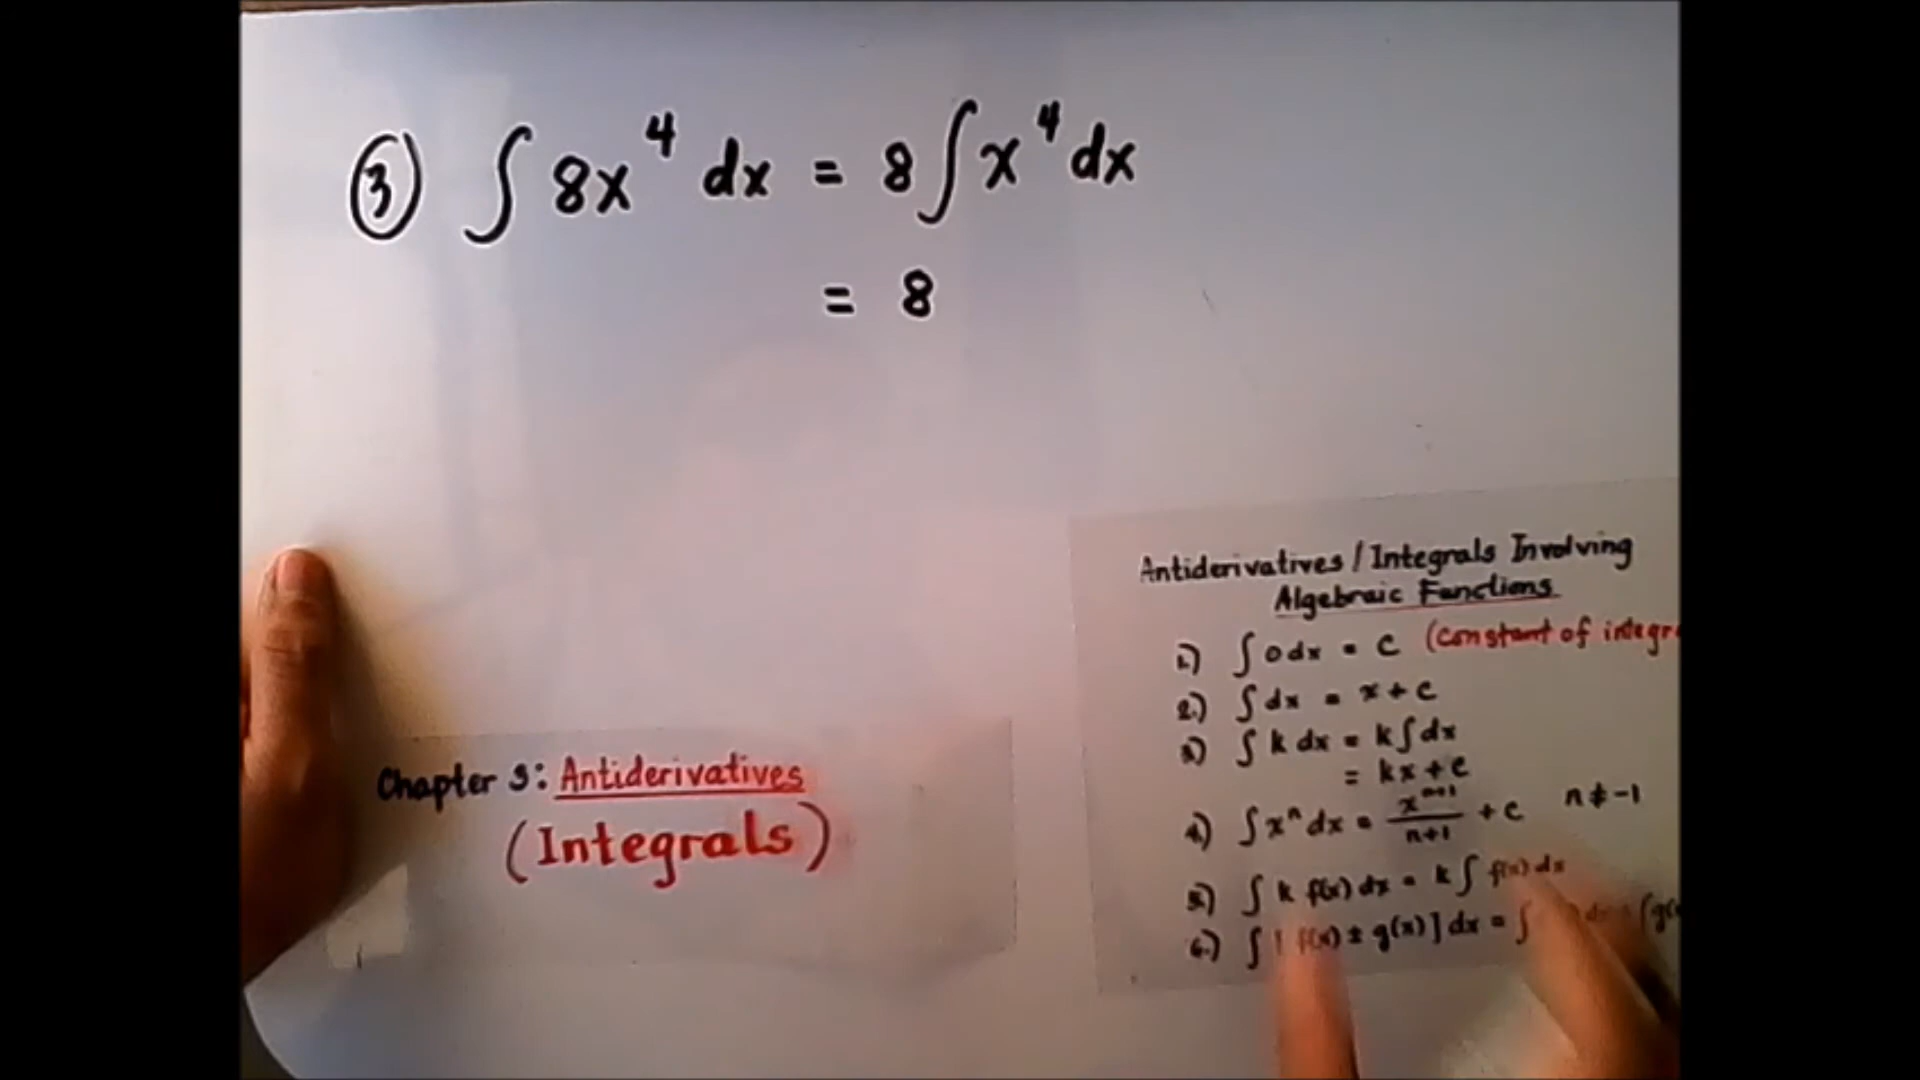 ③ ∫ 8x⁴ dx = 8 ∫ x⁴ dx
= 8
Antiderivatives / Integrals Involving
Algebraic Functions
1.) ∫ 0 dx = c (constant of
2.) ∫ dx = x + c
3.) ∫ k dx = k ∫ dx
= kx + c
4.) ∫ xⁿ dx = xⁿ⁺¹/n+1 + c n ≠ -1
5.) ∫ k f(x) dx = k ∫ f(x) dx
6.) ∫ [ f(x) ± g(x) ] dx = ∫
Chapter 3: Antiderivatives
(Integrals)